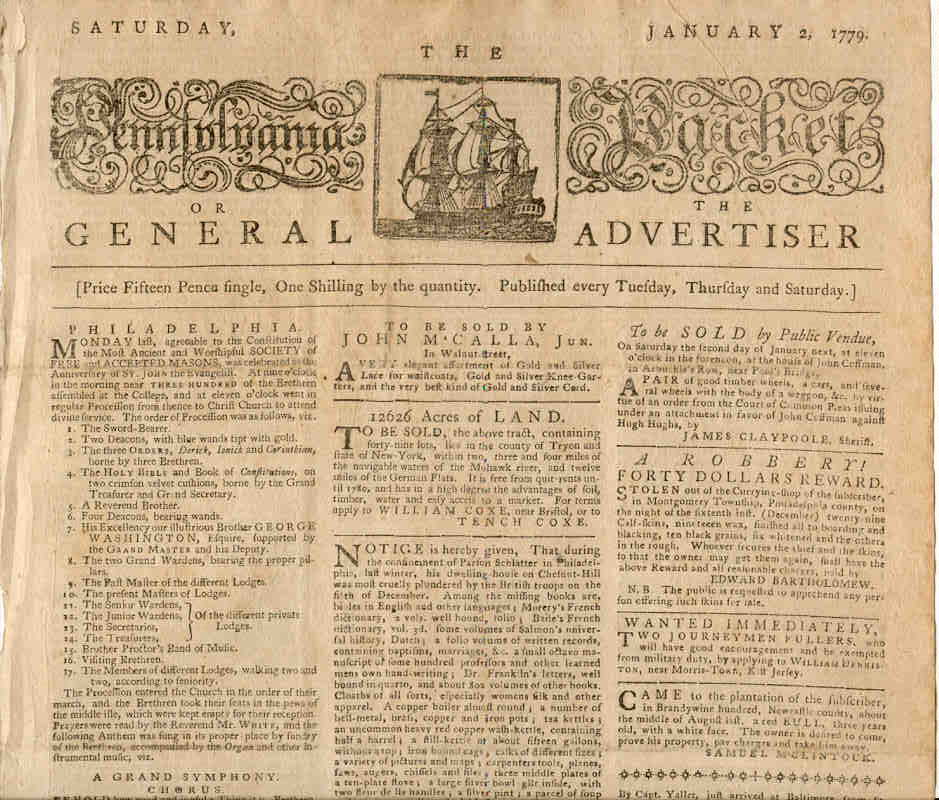 SATURDAY,
JANUARY 2, 1779.
THE
Pennſylvania Packet
OR THE
GENERAL ADVERTISER
[Price Fifteen Pence ſingle, One Shilling by the quantity. Publiſhed every Tueſday, Thurſday and Saturday.]
PHILADELPHIA.
MONDAY laſt, agreeable to the Conſtitution of
the Moſt Ancient and Worſhipful SOCIETY of
FREE and ACCEPTED MASONS, was celebrated as the
Anniverſary of St. JOHN the Evangeliſt. At nine o'clock
in the morning near THREE HUNDRED of the Brethren
aſſembled at the College, and at eleven o'clock went in
regular Proceſſion from thence to Chriſt Church to attend
divine ſervice. The order of Proceſſion was as follows, viz.
1. The Sword-Bearer.
2. Two Deacons, with blue wands tipt with gold.
3. The three ORDERS, Dorick, Ionick and Corinthian,
borne by three Brethren.
4. The HOLY BIBLE and Book of Conſtitutions, on
two crimſon velvet cuſhions, borne by the Grand
Treaſurer and Grand Secretary.
5. A Reverend Brother.
6. Four Deacons, bearing wands.
7. His Excellency our illuſtrious Brother GEORGE
WASHINGTON, Eſquire, ſupported by
the GRAND MASTER and his Deputy.
8. The two Grand Wardens, bearing the proper pil-
lars.
9. The Paſt Maſter of the different Lodges.
10. The preſent Maſters of Lodges.
11. The Senior Wardens,
12. The Junior Wardens, Of the different private
13. The Secretaries, Lodges.
14. The Treaſurers,
15. Brother Proctor's Band of Muſic.
16. Viſiting Brethren.
17. The Members of different Lodges, walking two and
two, according to ſeniority.
The Proceſſion entered the Church in the order of their
march, and the Brethren took their ſeats in the pews of
the middle iſle, which were kept empty for their reception.
Prayers were read by the Reverend Mr. WHITE, and the
following Anthem was ſung in its proper place by ſundry
of the Brethren, accompanied by the Organ and other in-
ſtrumental muſic, viz.
A GRAND SYMPHONY.
CHORUS.
TO BE SOLD BY
JOHN M'CALLA, Jun.
In Walnut-ſtreet,
A VERY elegant aſſortment of Gold and Silver
Lace for waiſtcoats, Gold and Silver Knee-Gar-
ters, and the very beſt kind of Gold and Silver Cord.
12626 Acres of LAND.
TO BE SOLD, the above tract, containing
forty-nine lots, lies in the county of Tryon and
ſtate of New-York, within two, three and four miles of
the navigable waters of the Mohawk river, and twelve
miles of the German Flats. It is free from quit-rents un-
til 1780, and has in a high degree the advantages of ſoil,
timber, water and eaſy acceſs to a market. For terms
apply to WILLIAM COXE, near Briſtol, or to
TENCH COXE.
NOTICE is hereby given, That during
the confinement of Parſon Schlatter in Philadel-
phia, laſt winter, his dwelling-houſe on Cheſnut-Hill
was moſt cruelly plundered by the Britiſh troops on the
fifth of December. Among the miſſing books are,
bibles in Engliſh and other languages; Morery's French
dictionary, 2 vols. well bound, folio; Baile's French
dictionary, vol. 3d. ſome volumes of Salmon's univer-
ſal hiſtory, Dutch; a folio volume of written records,
containing baptiſms, marriages, &c. a ſmall octavo ma-
nuſcript of ſome hundred profeſſors and other learned
mens own hand-writing; Dr. Franklin's letters, well
bound in quarto, and about 800 volumes of other books.
Cloaths of all ſorts, eſpecially womens ſilk and other
apparel. A copper boiler almoſt round; a number of
bell-metal, braſs, copper and iron pots; tea kettles;
an uncommon heavy red copper waſh-kettle, containing
half a barrel; a ſtill-kettle of about fifteen gallons,
without a top; iron bound cags; caſks of different ſizes;
a variety of pictures and maps; carpenters tools, planes,
ſaws, augers, chiſſels and files; three middle plates of
a ten-plate ſtove; a large ſilver bowl gilt inſide, with
two fleur de lis handles; a ſilver pint; a parcel of ſoup
To be SOLD by Public Vendue,
On Saturday the ſecond day of January next, at eleven
o'clock in the forenoon, at the houſe of John Coffman,
in Arbuckle's Row, near Pool's Bridge,
A PAIR of good timber wheels, 2 cars, and ſeve-
ral wheels with the body of a waggon, &c. by vir-
tue of an order from the Court of Common Pleas iſſuing
under an attachment in favor of John Coffman againſt
Hugh Hughs, by
JAMES CLAYPOOLE, Sheriff.
A ROBBERY!
FORTY DOLLARS REWARD.
STOLEN out of the Currying-ſhop of the ſubſcriber,
in Montgomery Townſhip, Philadelphia county, on
the night of the ſixteenth inſt. (December) twenty-nine
Calf-ſkins, nineteen wax, finiſhed all to boarding and
blacking, ten black grains, ſix whitened and the others
in the rough. Whoever ſecures the thief and the ſkins,
ſo that the owner may get them again, ſhall have the
above Reward and all reaſonable charges, paid by
EDWARD BARTHOLOMEW.
N. B. The public is requeſted to apprehend any per-
ſon offering ſuch ſkins for ſale.
WANTED IMMEDIATELY,
TWO JOURNEYMEN FULLERS, who
will have good encouragement and be exempted
from military duty, by applying to WILLIAM DENNIS-
TON, near Morris-Town, Eaſt Jerſey.
CAME to the plantation of the ſubſcriber,
in Brandywine hundred, Newcaſtle county, about
the middle of Auguſt laſt, a red BULL, three years
old, with a white face. The owner is deſired to come,
prove his property, pay charges and take him away.
SAMUEL M'CLINTOCK.
By Capt. Yaller, juſt arrived at Baltimore from